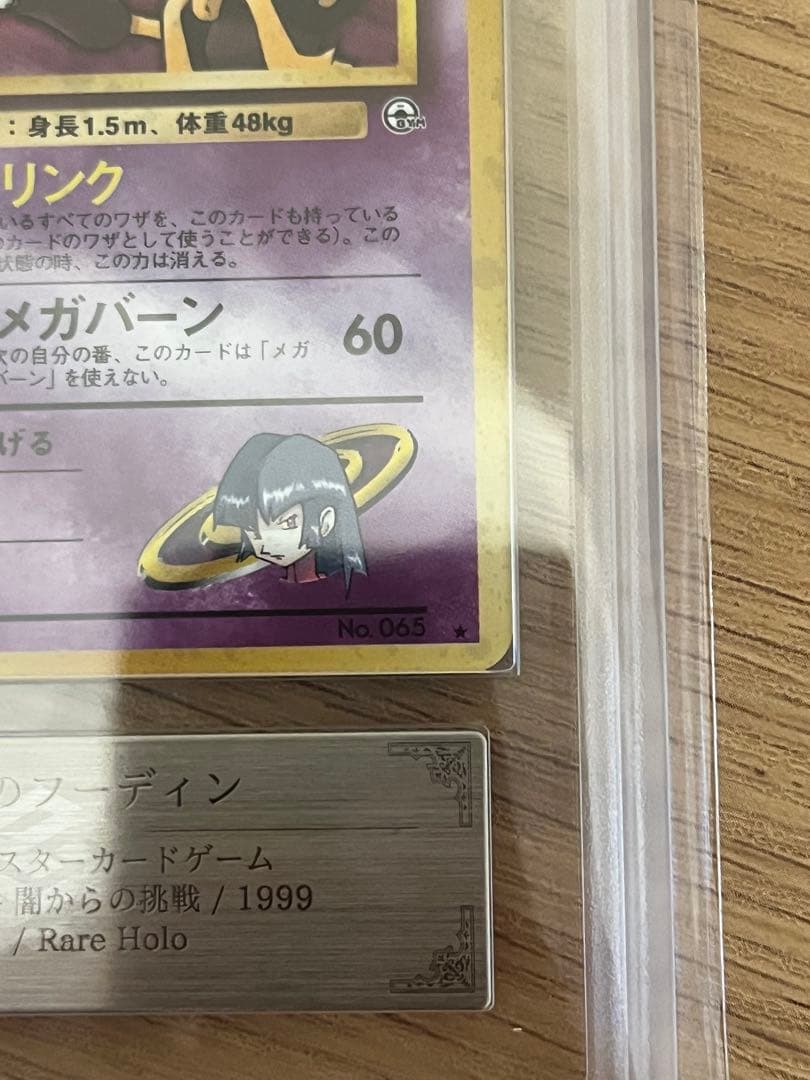 ：身長1.5m、体重48kg
GYM
リンク
いるすべてのワザを、このカードも持っている
のカードのワザとして使うことができる）。この
状態の時、この力は消える。
メガバーン 60
次の自分の番、このカードは「メガ
バーン」を使えない。
げる
No. 065 ★
のフーディン
スターカードゲーム
闇からの挑戦 / 1999
/ Rare Holo